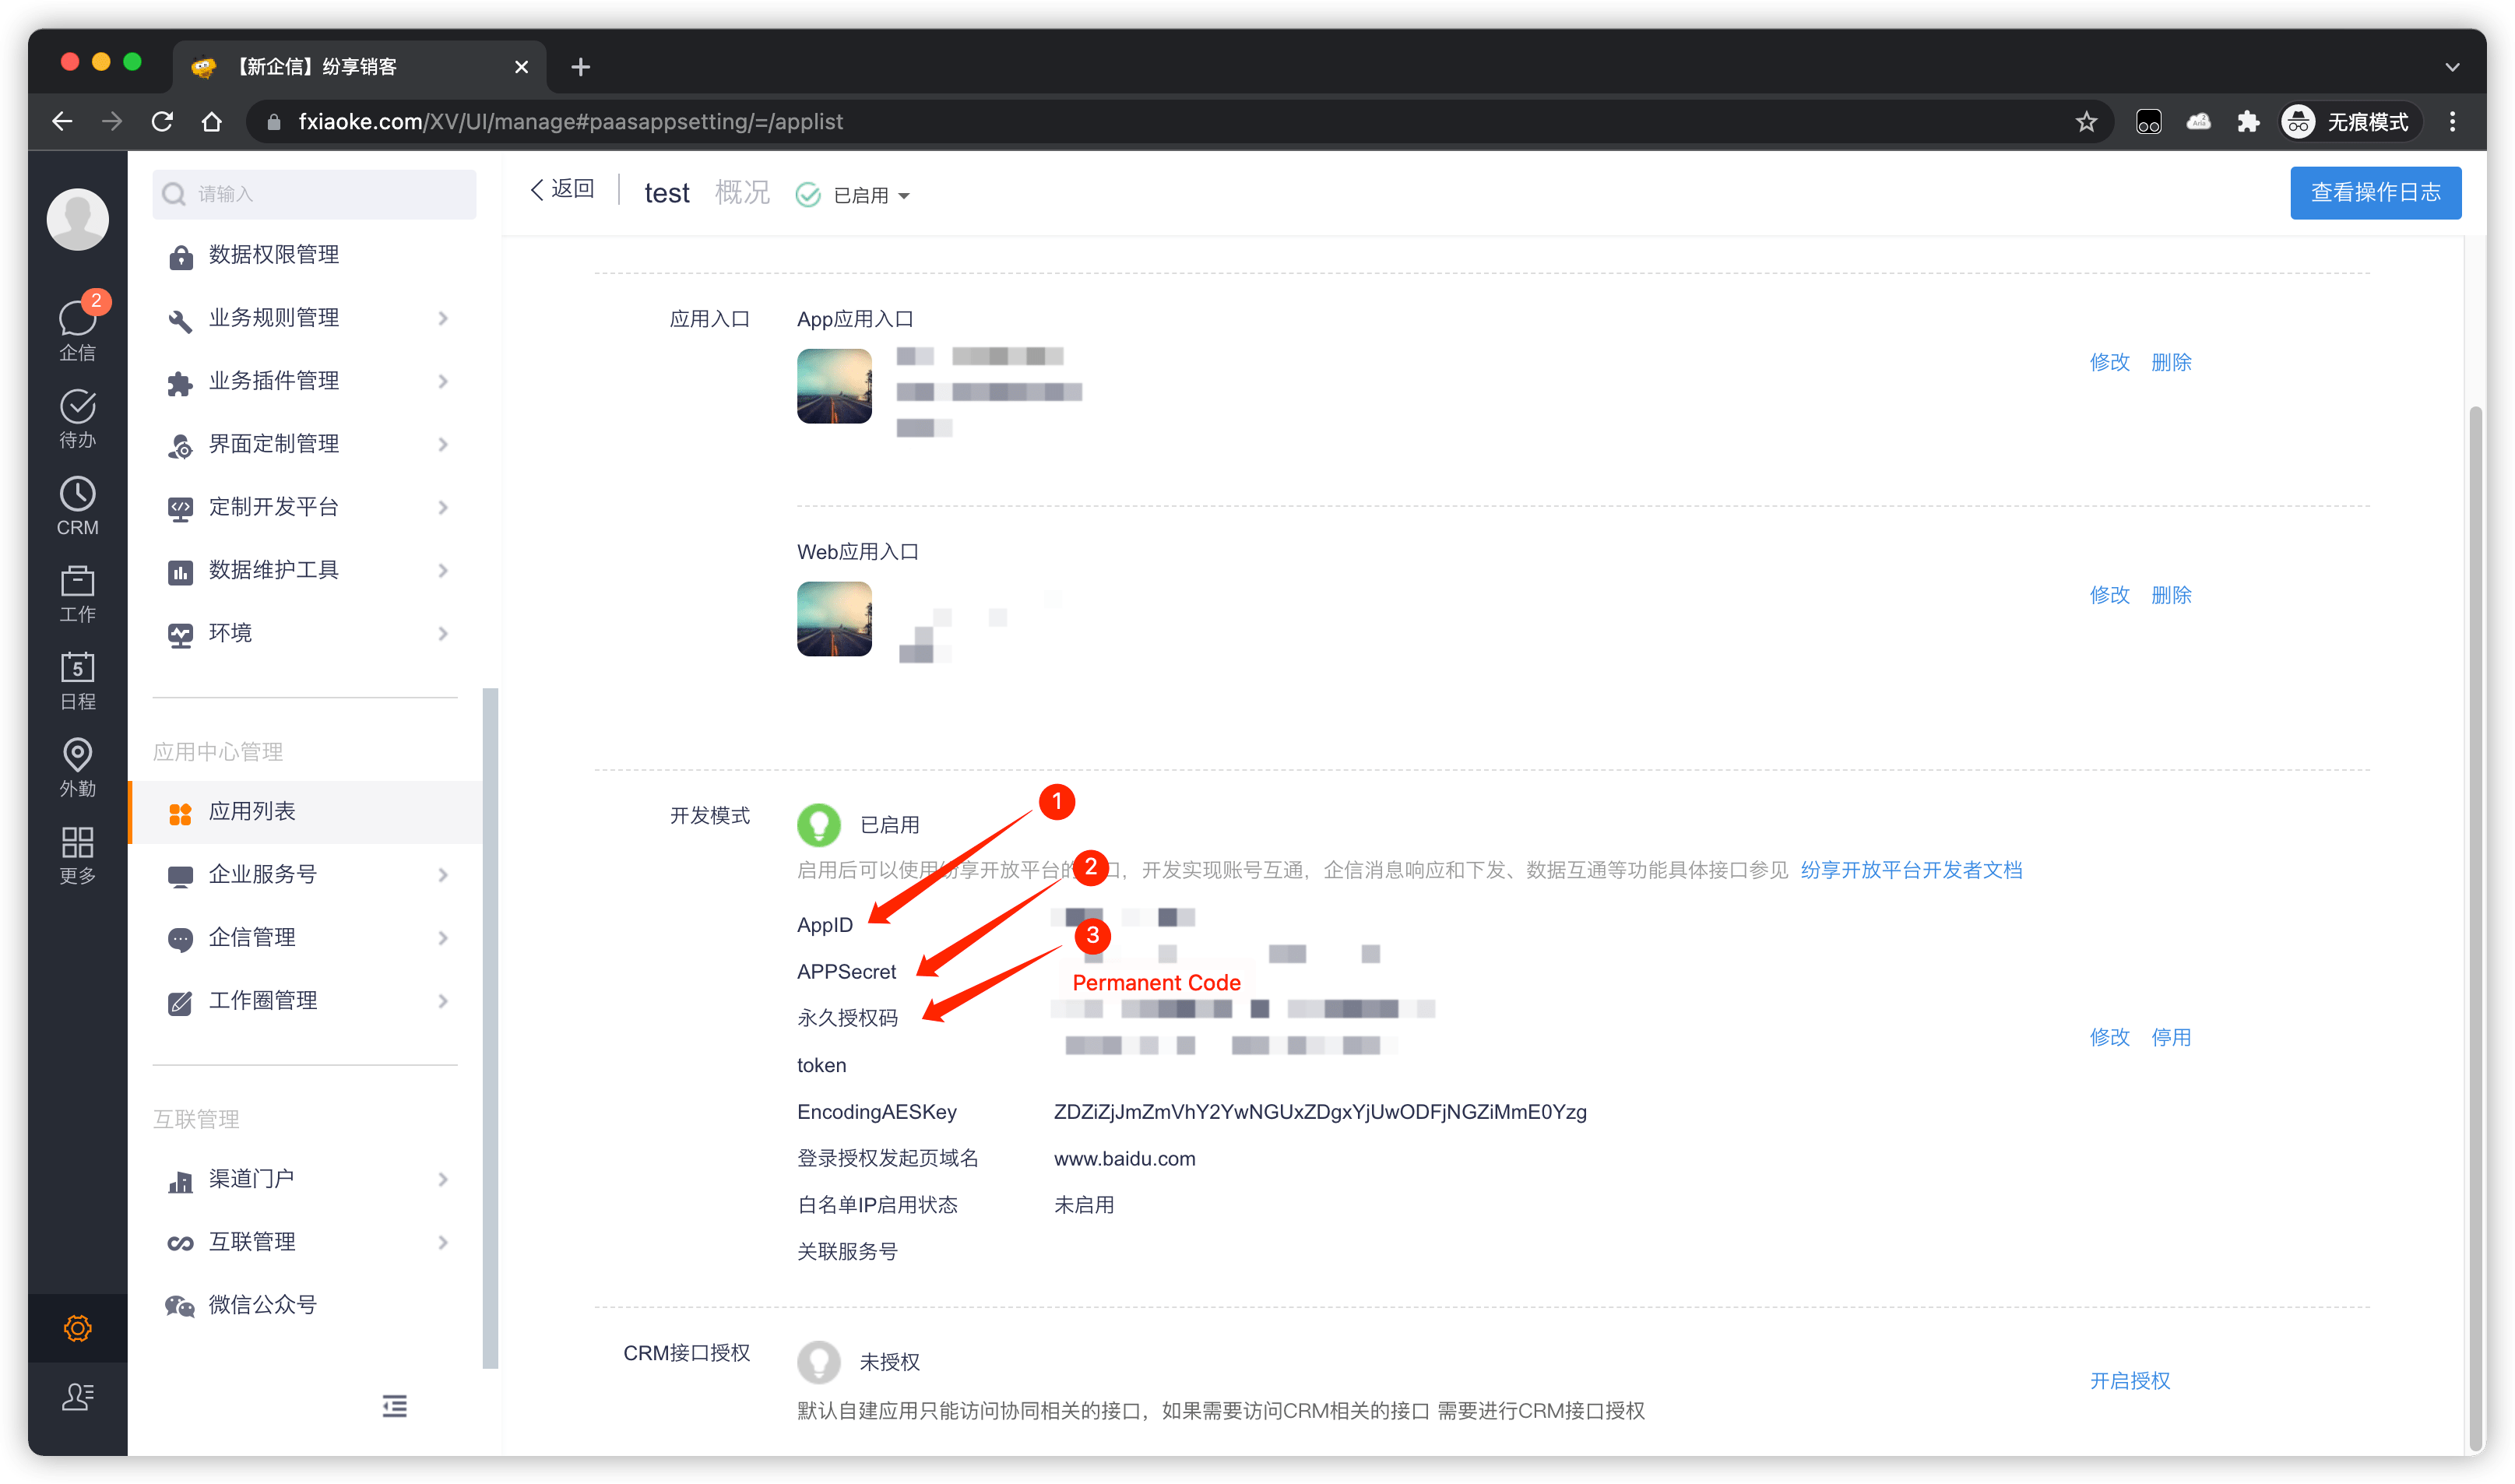 【新企信】纷享销客
fxiaoke.com/XV/UI/manage#paasappsetting/=/applist
无痕模式
2
企信
待办
CRM
工作
5
日程
外勤
更多
请输入
数据权限管理
业务规则管理
业务插件管理
界面定制管理
定制开发平台
数据维护工具
环境
应用中心管理
应用列表
企业服务号
企信管理
工作圈管理
互联管理
渠道门户
互联管理
微信公众号
返回
test 概况 已启用
查看操作日志
应用入口
App应用入口
修改 删除
Web应用入口
修改 删除
开发模式
已启用
1
启用后可以使用纷享开放平台的 口，开发实现账号互通，企信消息响应和下发、数据互通等功能具体接口参见 纷享开放平台开发者文档
2
AppID
3
APPSecret
Permanent Code
永久授权码
修改 停用
token
EncodingAESKey ZDZiZjJmZmVhY2YwNGUxZDgxYjUwODFjNGZiMmE0Yzg
登录授权发起页域名 www.baidu.com
白名单IP启用状态 未启用
关联服务号
CRM接口授权
未授权
开启授权
默认自建应用只能访问协同相关的接口，如果需要访问CRM相关的接口 需要进行CRM接口授权